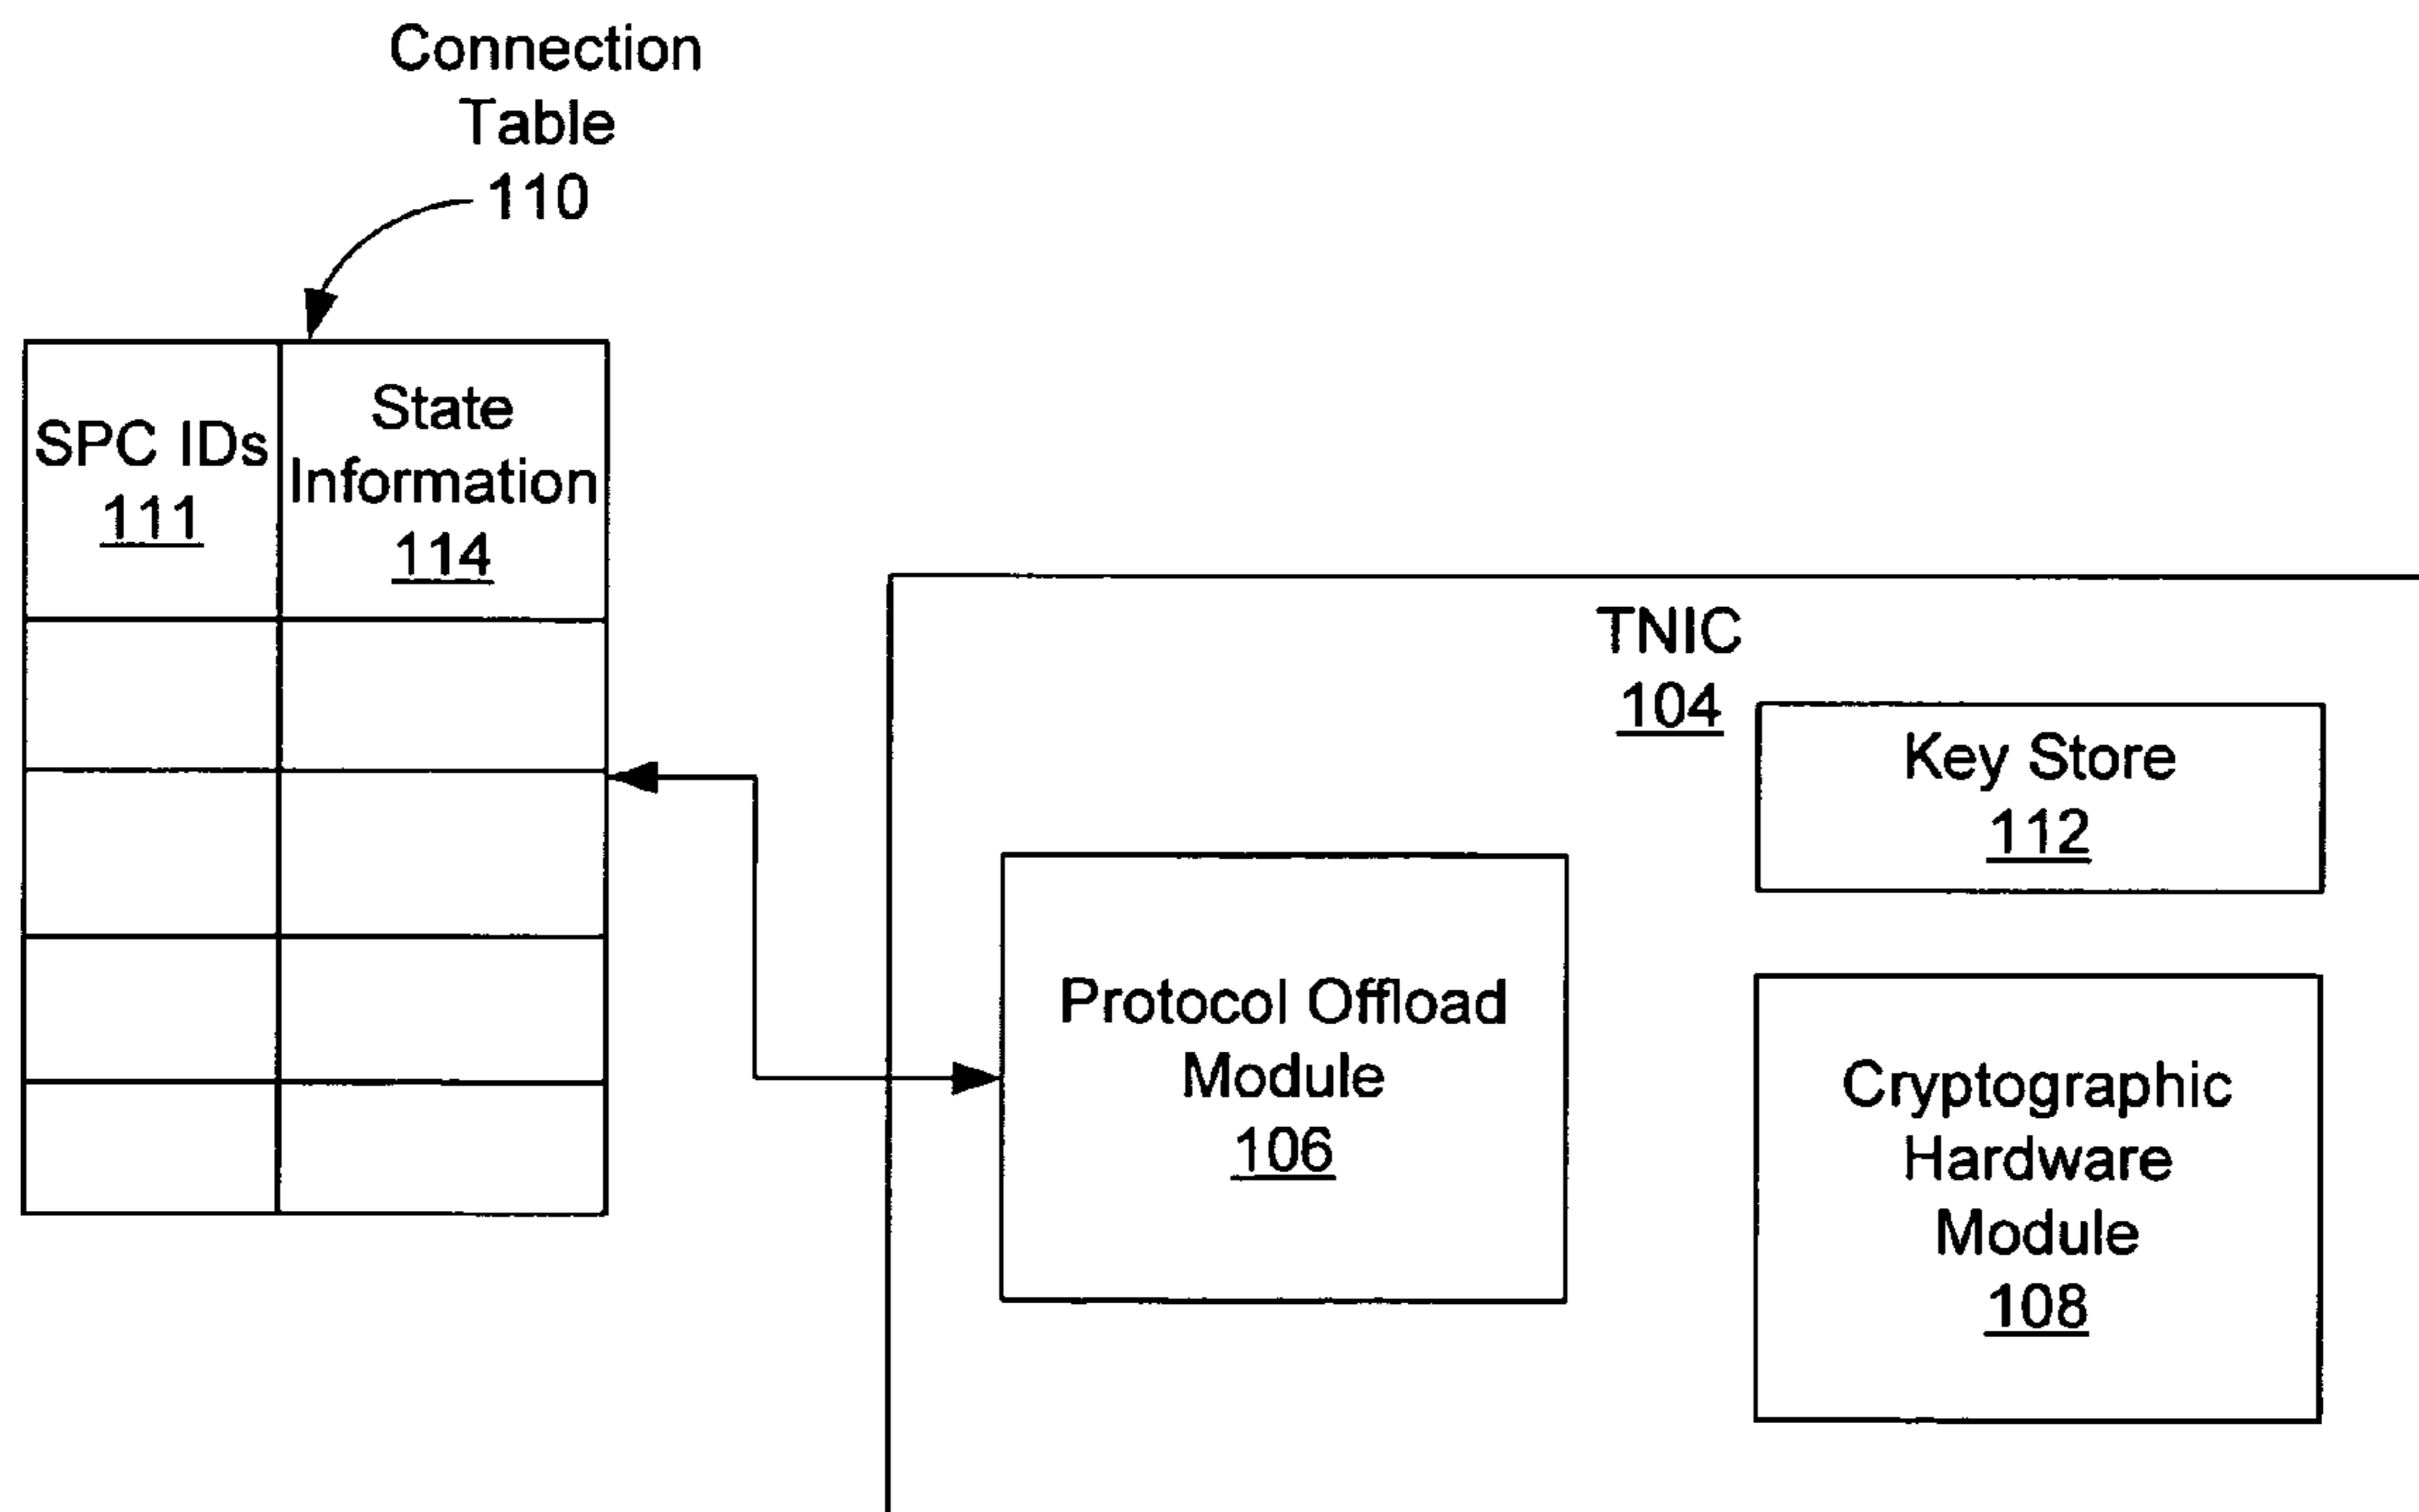 Connection
Table
110
SPC IDs
111
State
Information
114
TNIC
104
Key Store
112
Protocol Offload
Module
106
Cryptographic
Hardware
Module
108